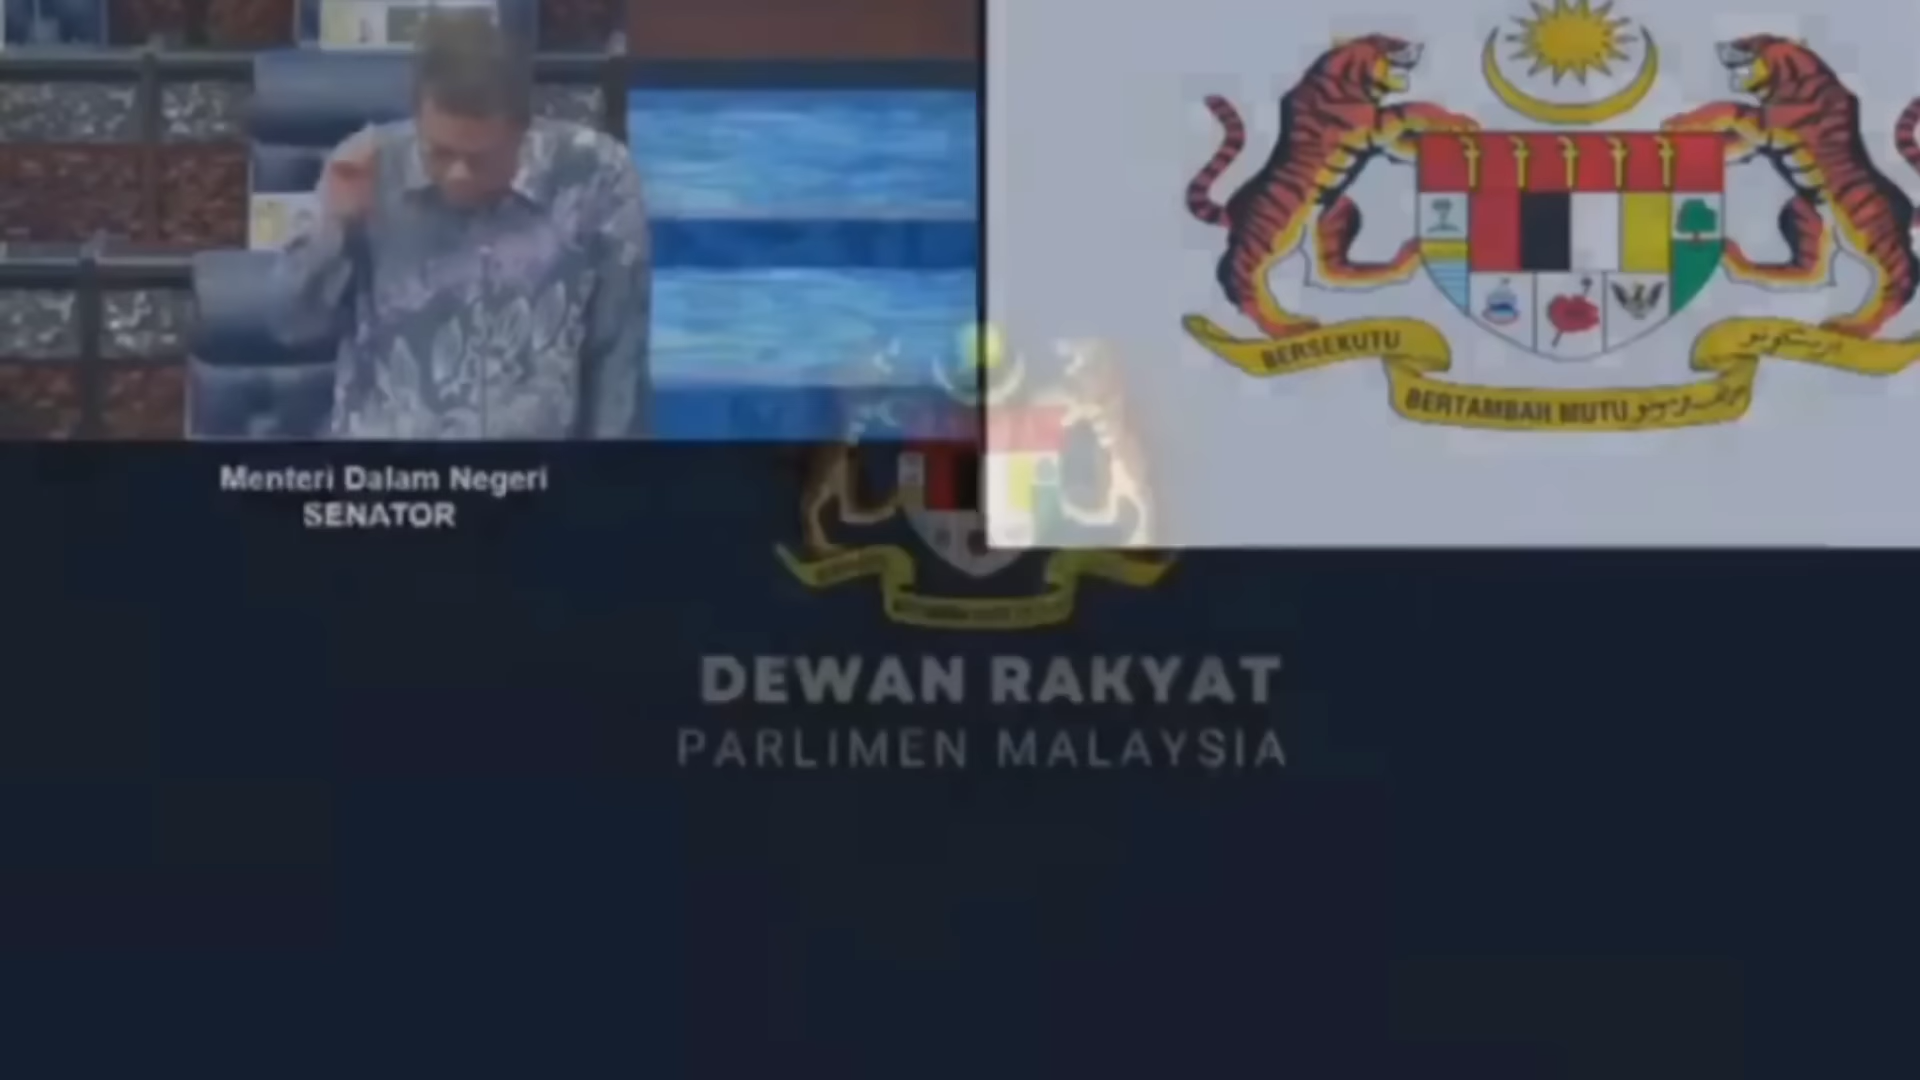 BERSEKUTU
BERTAMBAH MUTU
Menteri Dalam Negeri
SENATOR
DEWAN RAKYAT
PARLIMEN MALAYSIA